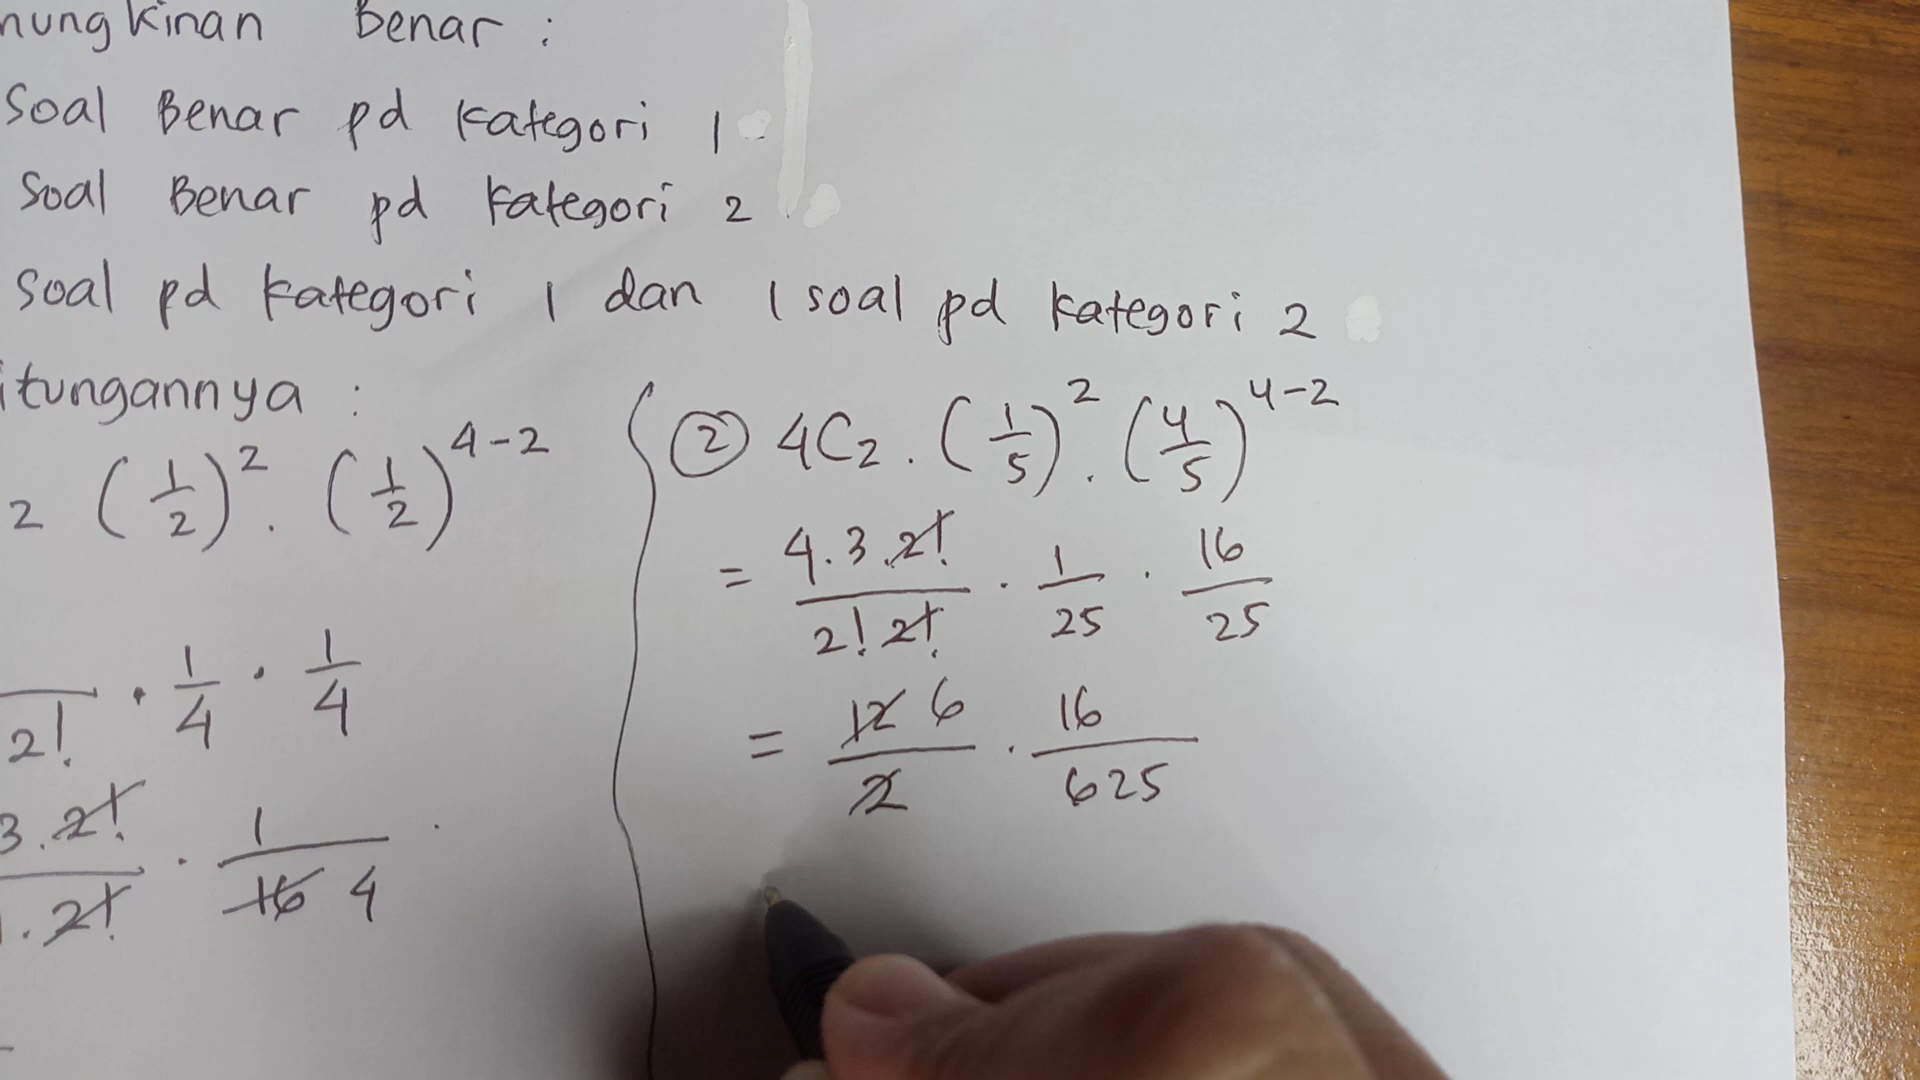 nungkinan Benar :
Soal Benar pd kategori 1
Soal Benar pd kategori 2
Soal pd kategori 1 dan 1 soal pd kategori 2
itungannya :
2 (1/2)^2 . (1/2)^4-2
2! . 1/4 . 1/4
3.2! / .2! . 1/16 4
② 4C2 . (1/5)^2 . (4/5)^4-2
= 4.3.2! / 2! 2! . 1/25 . 16/25
= 12 6 / 2 . 16/625